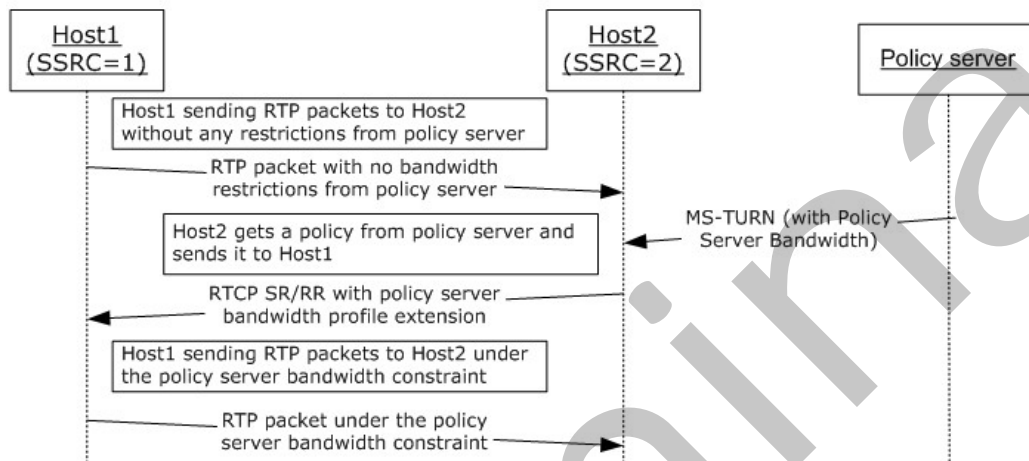 Host1
(SSRC=1)
Host2
(SSRC=2)
Policy server
Host1 sending RTP packets to Host2
without any restrictions from policy server
RTP packet with no bandwidth
restrictions from policy server
MS-TURN (with Policy
Server Bandwidth)
Host2 gets a policy from policy server and
sends it to Host1
RTCP SR/RR with policy server
bandwidth profile extension
Host1 sending RTP packets to Host2 under
the policy server bandwidth constraint
RTP packet under the policy
server bandwidth constraint